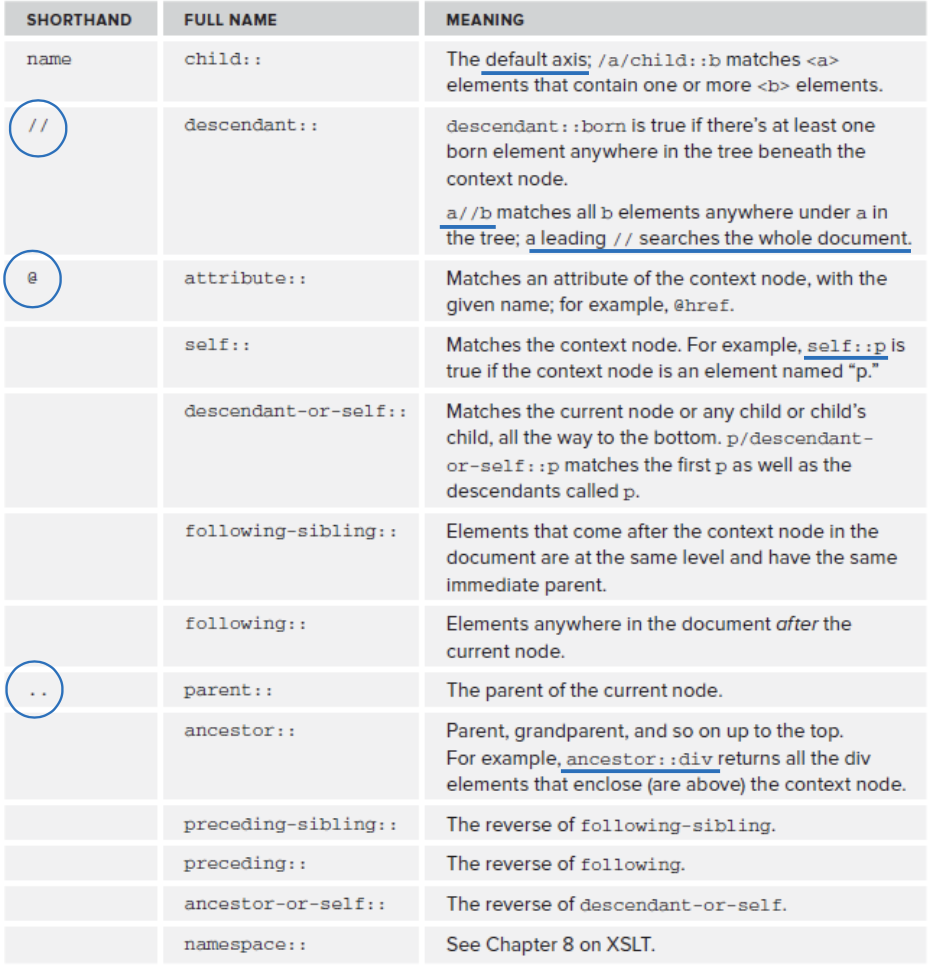 SHORTHAND FULL NAME MEANING
name child:: The default axis; /a/child::b matches <a>
elements that contain one or more <b> elements.
// descendant:: descendant::born is true if there's at least one
born element anywhere in the tree beneath the
context node.
a//b matches all b elements anywhere under a in
the tree; a leading // searches the whole document.
@ attribute:: Matches an attribute of the context node, with the
given name; for example, @href.
self:: Matches the context node. For example, self::p is
true if the context node is an element named “p.”
descendant-or-self:: Matches the current node or any child or child's
child, all the way to the bottom. p/descendant-
or-self::p matches the first p as well as the
descendants called p.
following-sibling:: Elements that come after the context node in the
document are at the same level and have the same
immediate parent.
following:: Elements anywhere in the document after the
current node.
.. parent:: The parent of the current node.
ancestor:: Parent, grandparent, and so on up to the top.
For example, ancestor::div returns all the div
elements that enclose (are above) the context node.
preceding-sibling:: The reverse of following-sibling.
preceding:: The reverse of following.
ancestor-or-self:: The reverse of descendant-or-self.
namespace:: See Chapter 8 on XSLT.